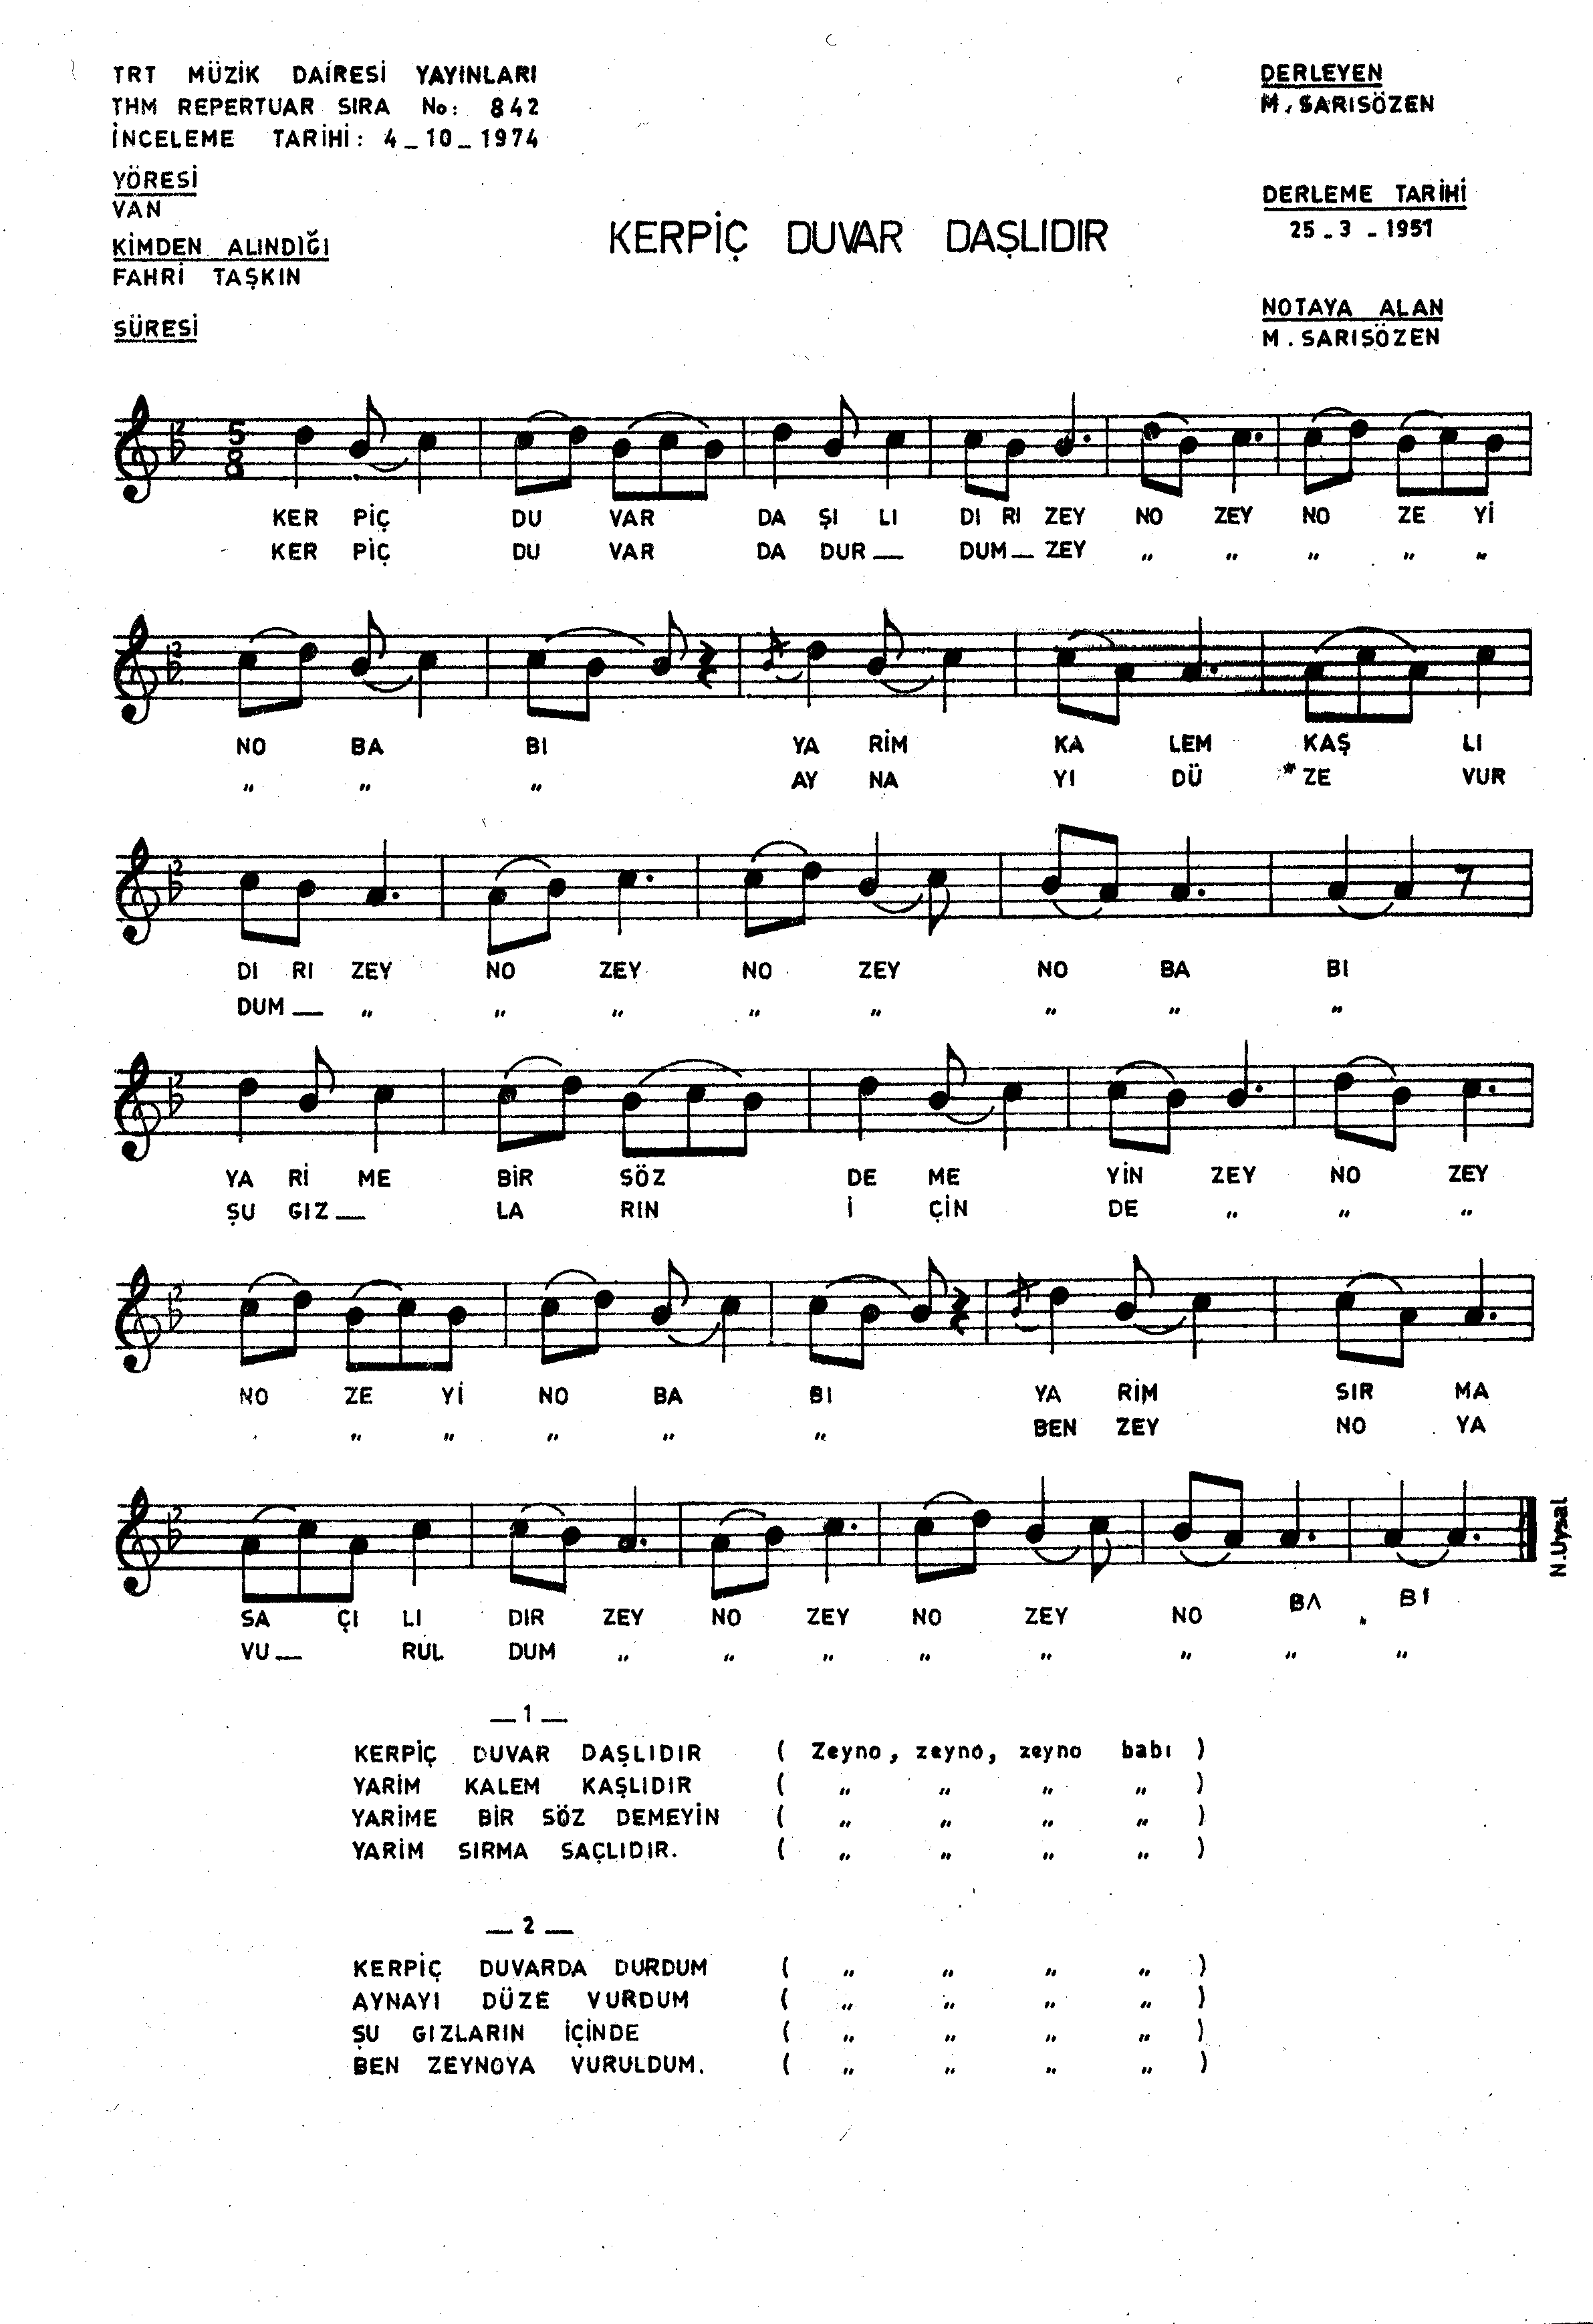 TRT MÜZİK DAİRESİ YAYINLARI
THM REPERTUAR SIRA No: 842
İNCELEME TARİHİ: 4_10_1974
YÖRESİ
VAN
KİMDEN ALINDIĞI
FAHRİ TAŞKIN
SÜRESİ
KERPİÇ DUVAR DAŞLIDIR
DERLEYEN
M. SARISÖZEN
DERLEME TARİHİ
25_3_1951
NOTAYA ALAN
M. SARISÖZEN
5
8
KER PİÇ DU VAR DA ŞI LI DI RI ZEY NO ZEY NO ZE Yİ
KER PİÇ DU VAR DA DUR_ DUM_ ZEY " " " " "
NO BA BI YA RİM KA LEM KAŞ LI
" " " AY NA YI DÜ * ZE VUR
DI RI ZEY NO ZEY NO ZEY NO BA BI
DUM_ " " " " " " " "
YA Rİ ME BİR SÖZ DE ME YİN ZEY NO ZEY
ŞU GIZ_ LA RIN İ ÇİN DE " " "
NO ZE Yİ NO BA BI YA RİM SIR MA
" " " " " BEN ZEY NO YA
SA ÇI LI DIR ZEY NO ZEY NO ZEY NO BA BI
VU_ RUL DUM " " " " " " " "
N.Uysal
_1_
KERPİÇ DUVAR DAŞLIDIR ( Zeyno, zeyno, zeyno babı )
YARİM KALEM KAŞLIDIR ( " " " " )
YARİME BİR SÖZ DEMEYİN ( " " " " )
YARİM SIRMA SAÇLIDIR. ( " " " " )
_2_
KERPİÇ DUVARDA DURDUM ( " " " " )
AYNAYI DÜZE VURDUM ( " " " " )
ŞU GIZLARIN İÇİNDE ( " " " " )
BEN ZEYNOYA VURULDUM. ( " " " " )